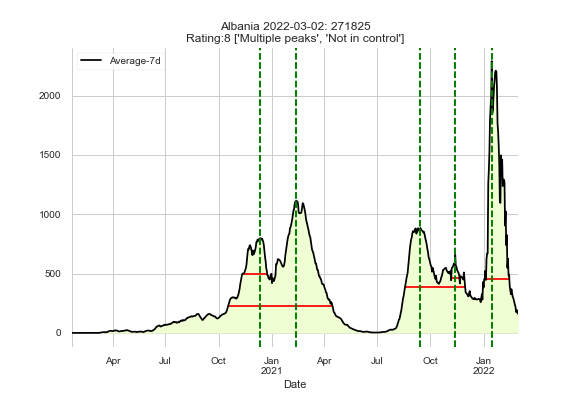 Albania 2022-03-02: 271825
Rating:8 ['Multiple peaks', 'Not in control']
Average-7d
2000
1500
1000
500
0
Apr Jul Oct Jan Apr Jul Oct Jan
2021 2022
Date